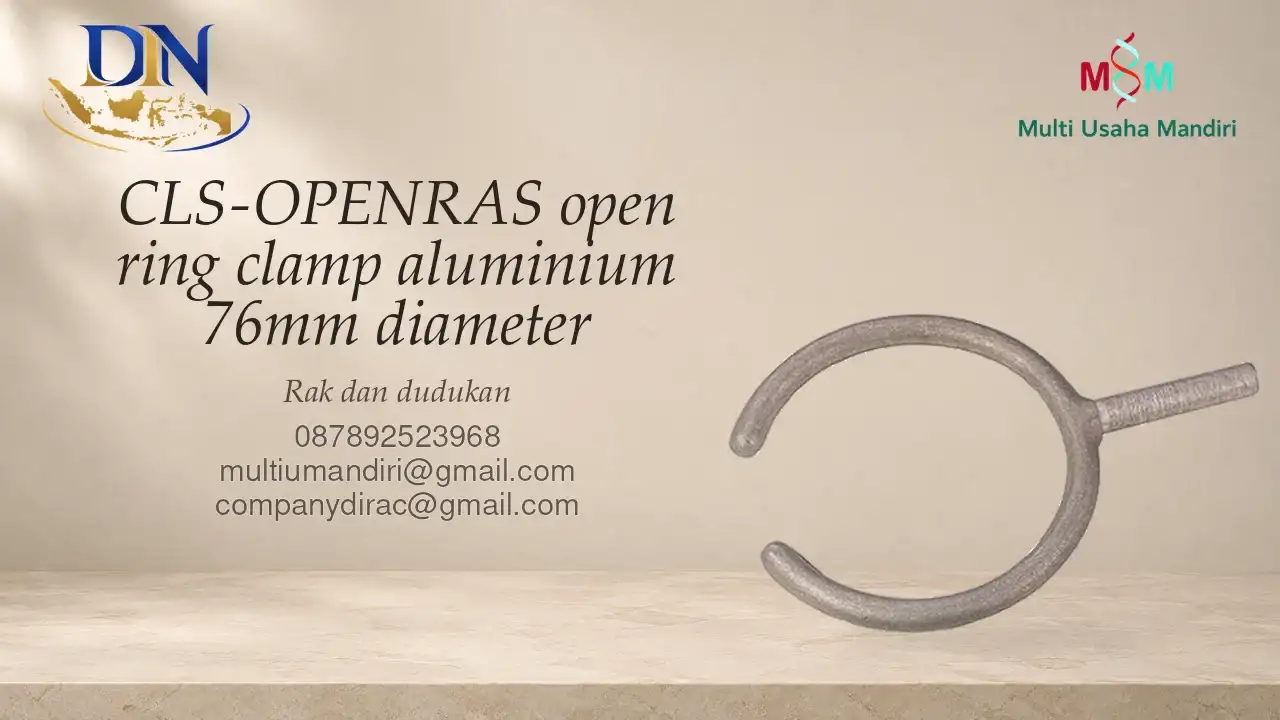 DN
MSM
Multi Usaha Mandiri
CLS-OPENRAS open
ring clamp aluminium
76mm diameter
Rak dan dudukan
087892523968
multiumandiri@gmail.com
companydirac@gmail.com